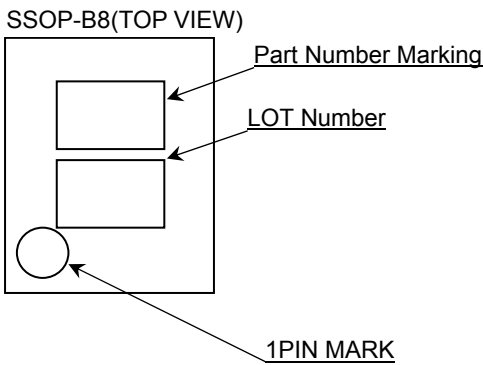 SSOP-B8(TOP VIEW)
Part Number Marking
LOT Number
1PIN MARK